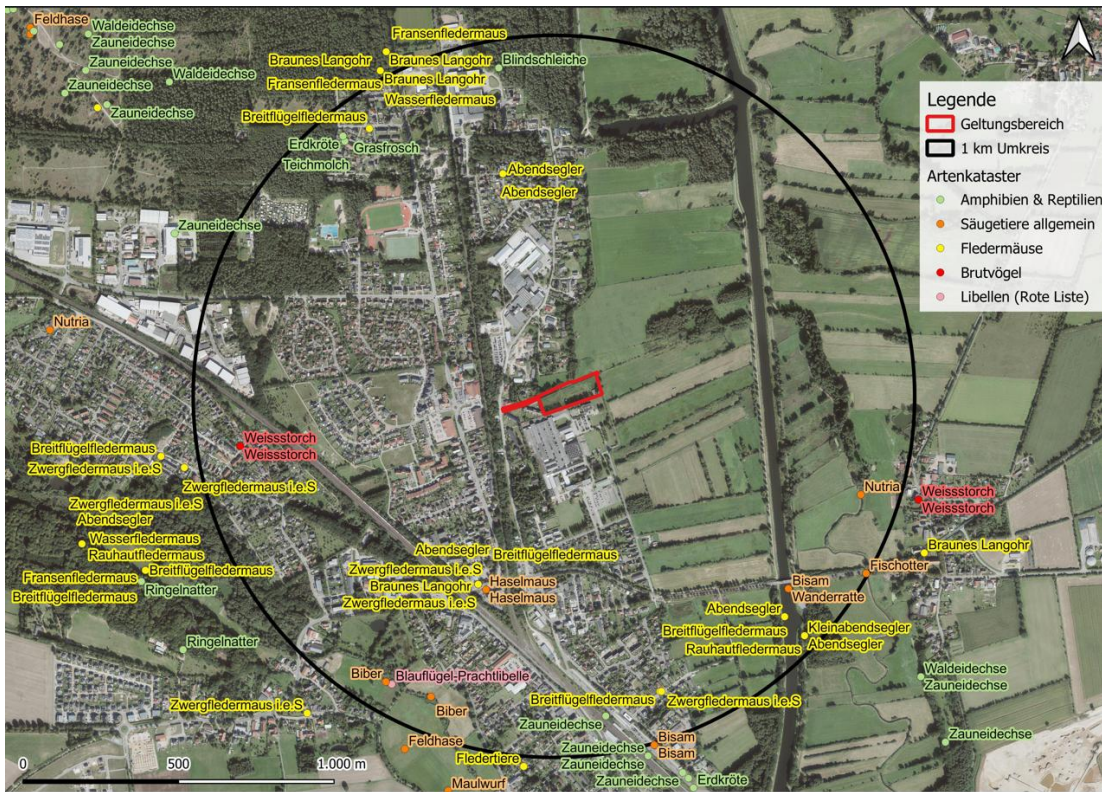 Feldhase
Waldeidechse
Zauneidechse
Zauneidechse
Waldeidechse
Zauneidechse
Zauneidechse
Fransenfledermaus
Braunes Langohr
Braunes Langohr
Blindschleiche
Fransenfledermaus
Braunes Langohr
Wasserfledermaus
Breitflügelfledermaus
Erdkröte
Grasfrosch
Teichmolch
Abendsegler
Abendsegler
Zauneidechse
Legende
Geltungsbereich
1 km Umkreis
Artenkataster
Amphibien & Reptilien
Säugetiere allgemein
Fledermäuse
Brutvögel
Libellen (Rote Liste)
Nutria
Weissstorch
Weissstorch
Breitflügelfledermaus
Zwergfledermaus i.e.S
Zwergfledermaus i.e.S
Zwergfledermaus i.e.S
Abendsegler
Wasserfledermaus
Rauhautfledermaus
Breitflügelfledermaus
Fransenfledermaus
Ringelnatter
Breitflügelfledermaus
Nutria
Weissstorch
Weissstorch
Braunes Langohr
Fischotter
Abendsegler
Breitflügelfledermaus
Zwergfledermaus i.e.S
Braunes Langohr
Haselmaus
Haselmaus
Zwergfledermaus i.e.S
Bisam
Wanderratte
Abendsegler
Kleinabendsegler
Breitflügelfledermaus
Rauhautfledermaus
Abendsegler
Ringelnatter
Biber
Blauflügel-Prachtlibelle
Biber
Waldeidechse
Zauneidechse
Zwergfledermaus i.e.S
Breitflügelfledermaus
Zwergfledermaus i.e.S
Zauneidechse
Feldhase
Zauneidechse
Bisam
Bisam
Zauneidechse
Fledertiere
Zauneidechse
Zauneidechse
Erdkröte
Maulwurf
0
500
1.000 m